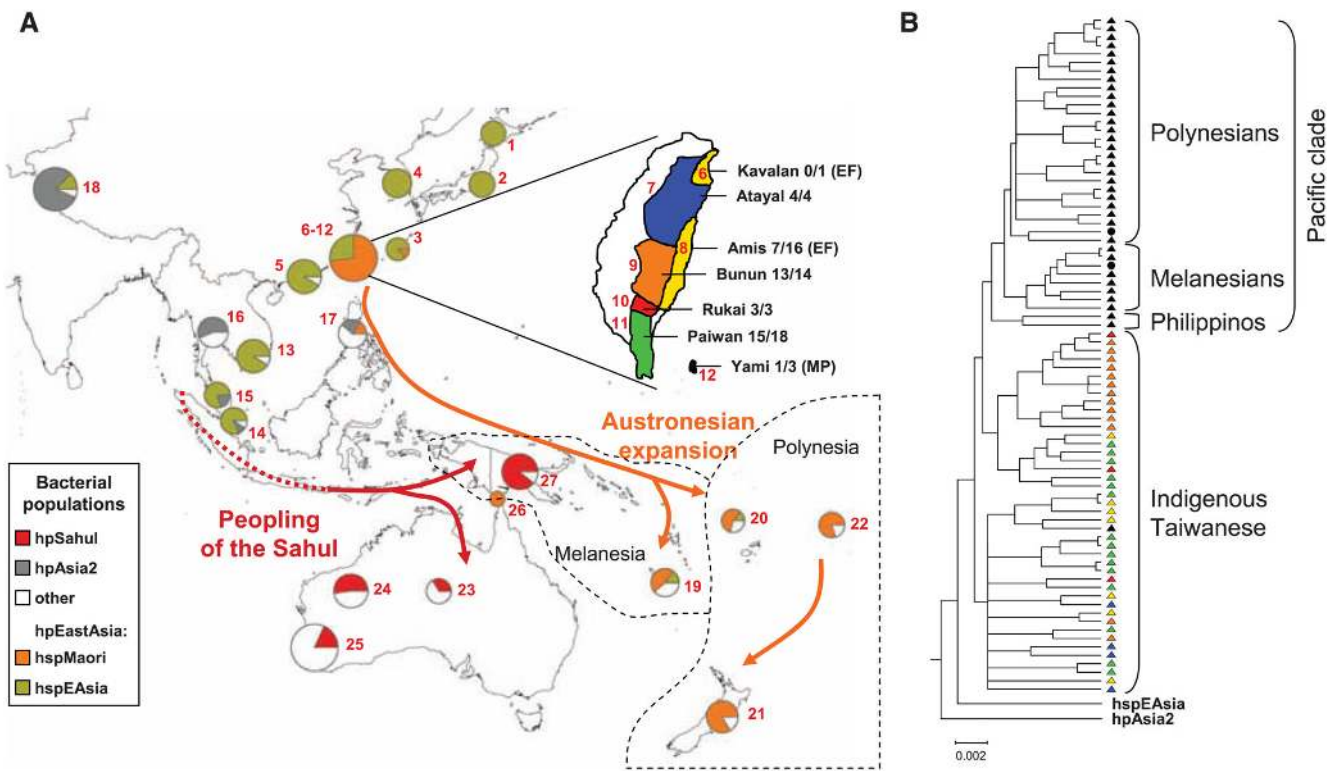 A
18
4
1
2
6-12
3
5
16
17
13
15
14
7
6
8
9
10
11
12
Kavalan 0/1 (EF)
Atayal 4/4
Amis 7/16 (EF)
Bunun 13/14
Rukai 3/3
Paiwan 15/18
Yami 1/3 (MP)
Austronesian
expansion
Polynesia
Peopling
of the Sahul
Melanesia
27
26
20
22
19
24
23
25
21
Bacterial
populations
hpSahul
hpAsia2
other
hpEastAsia:
hspMaori
hspEAsia
B
Polynesians
Melanesians
Philippinos
Pacific clade
Indigenous
Taiwanese
hspEAsia
hpAsia2
0.002